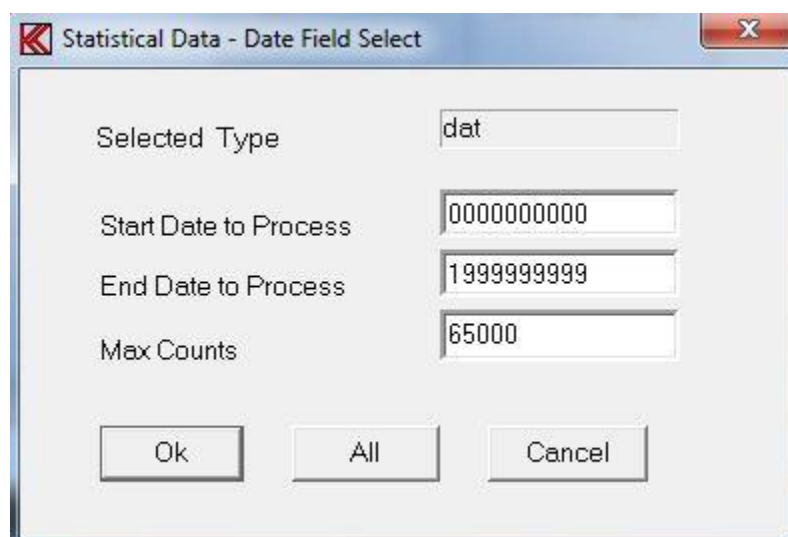 Statistical Data - Date Field Select
Selected Type dat
Start Date to Process 0000000000
End Date to Process 1999999999
Max Counts 65000
Ok All Cancel